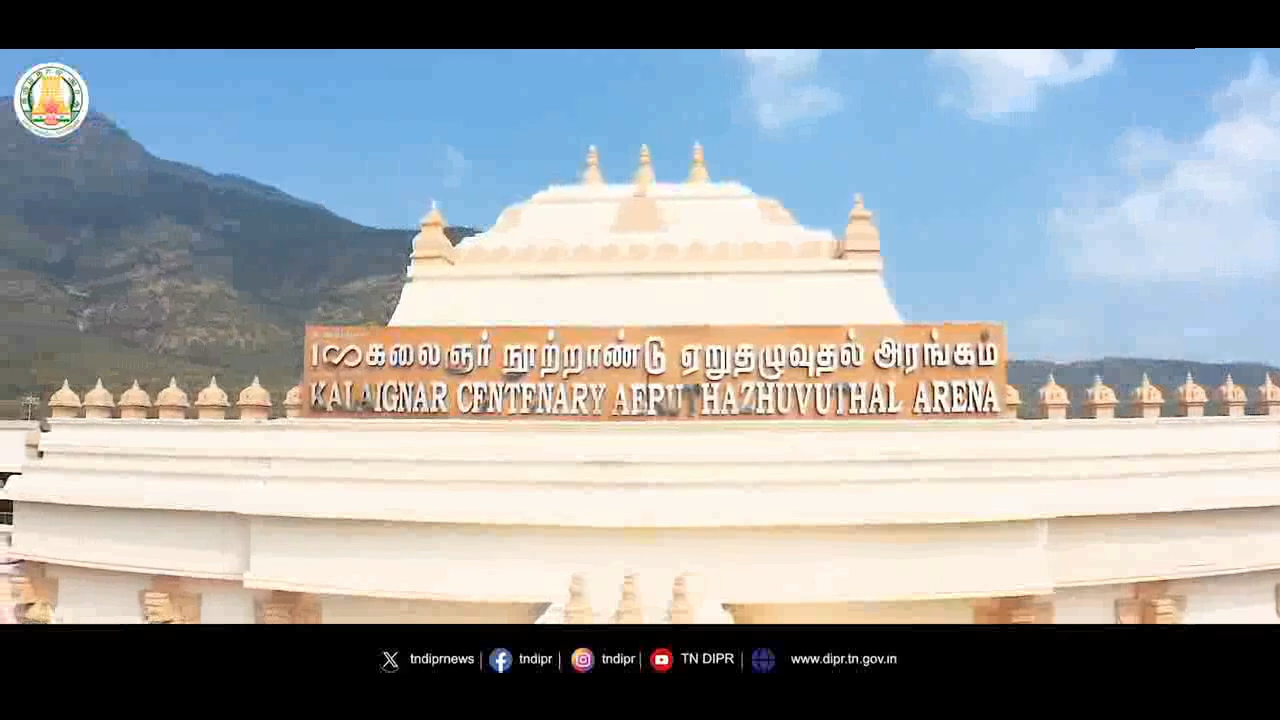 கலைஞர் நூற்றாண்டு ஏறுதழுவுதல் அரங்கம்
KALAIGNAR CENTENARY AERUTHAZHUVUTHAL ARENA
tndiprnews | tndipr | tndipr | TN DIPR | www.dipr.tn.gov.in